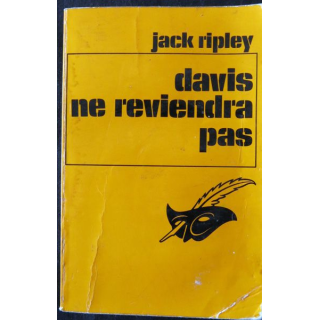 jack ripley
davis
ne reviendra
pas